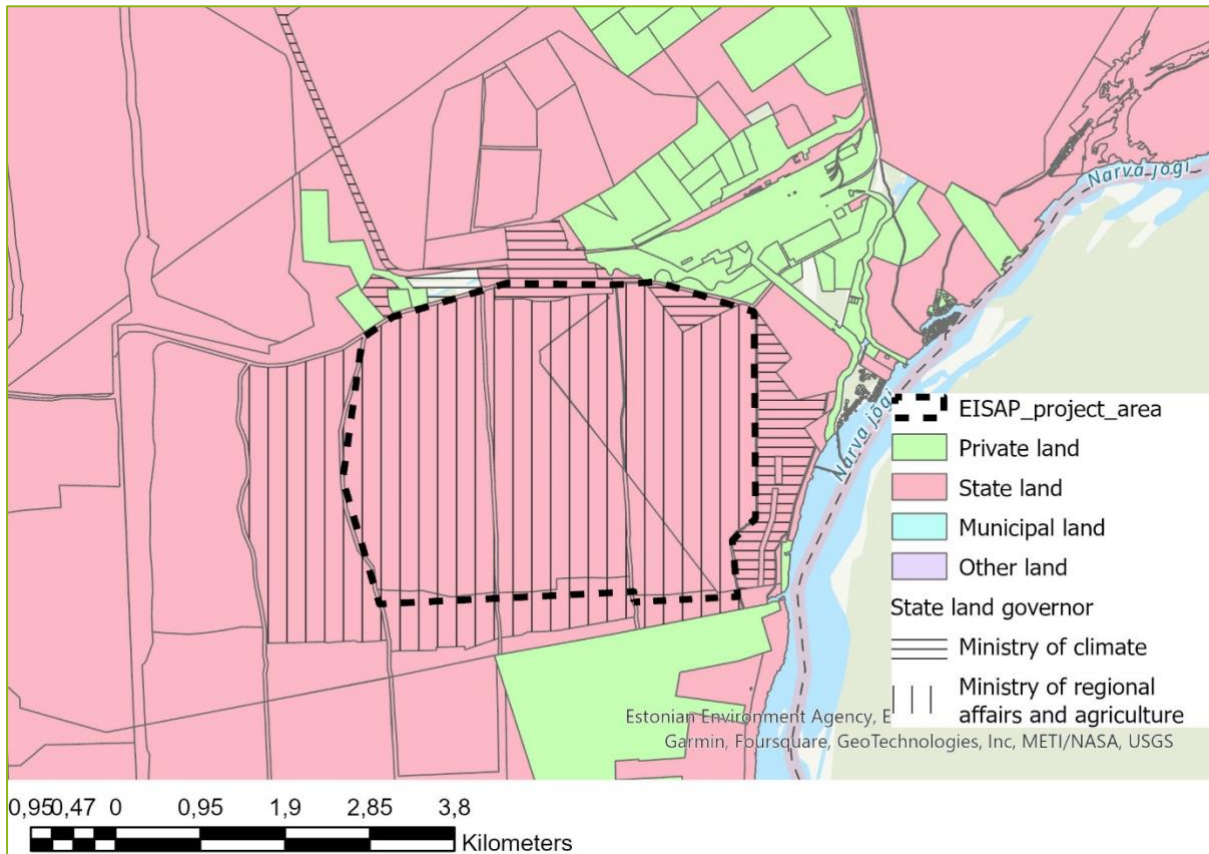 Narva jõgi
Narva jõgi
EISAP_project_area
Private land
State land
Municipal land
Other land
State land governor
Ministry of climate
Ministry of regional
affairs and agriculture
Estonian Environment Agency, E
Garmin, Foursquare, GeoTechnologies, Inc, METI/NASA, USGS
0,95 0,47 0 0,95 1,9 2,85 3,8
Kilometers